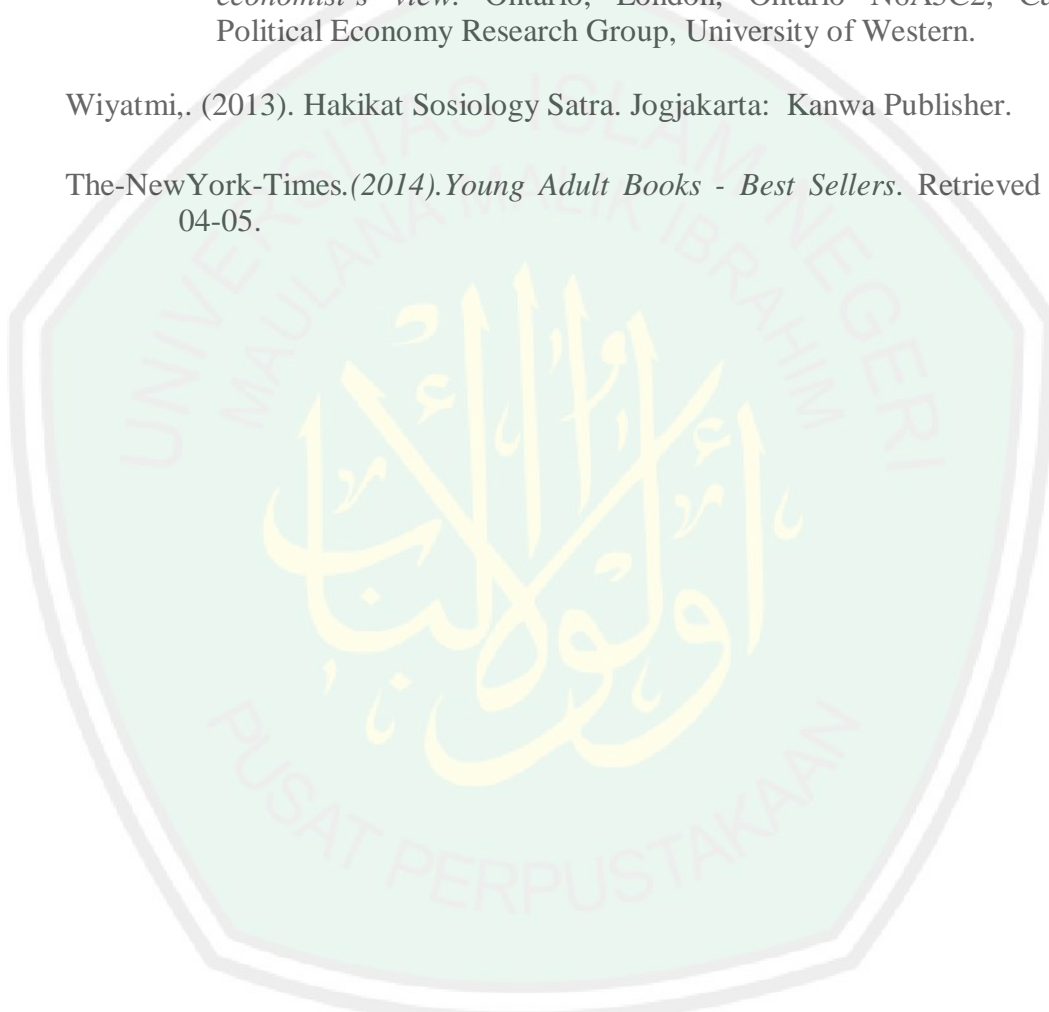 economist's view. Ontario, London, Ontario N6A5C2, Ca
Political Economy Research Group, University of Western.
Wiyatmi,. (2013). Hakikat Sosiology Satra. Jogjakarta: Kanwa Publisher.
The-NewYork-Times.(2014).Young Adult Books - Best Sellers. Retrieved
04-05.
UNIVERSITAS ISLAM NEGERI
MAULANA MALIK IBRAHIM
أولوا الألباب
PUSAT PERPUSTAKAAN